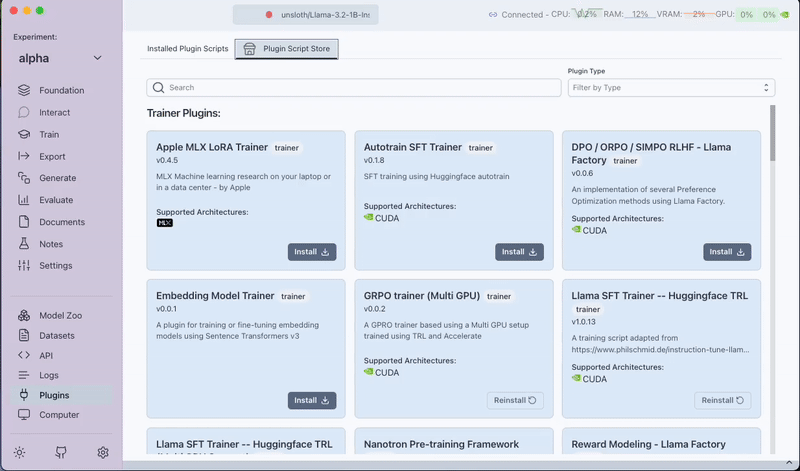 unsloth/Llama-3.2-1B-Ins
Connected - CPU: 0.2% RAM: 12% VRAM: 2% GPU: 0% 0%
Experiment:
alpha
Foundation
Interact
Train
Export
Generate
Evaluate
Documents
Notes
Settings
Model Zoo
Datasets
API
Logs
Plugins
Computer
Installed Plugin Scripts
Plugin Script Store
Search
Plugin Type
Filter by Type
Trainer Plugins:
Apple MLX LoRA Trainer trainer
v0.4.5
MLX Machine learning research on your laptop or
in a data center - by Apple
Supported Architectures:
MLX
Install
Autotrain SFT Trainer trainer
v0.1.8
SFT training using Huggingface autotrain
Supported Architectures:
CUDA
Install
DPO / ORPO / SIMPO RLHF - Llama
Factory trainer
v0.0.6
An implementation of several Preference
Optimization methods using Llama Factory.
Supported Architectures:
CUDA
Install
Embedding Model Trainer trainer
v0.0.1
A plugin for training or fine-tuning embedding
models using Sentence Transformers v3
Install
GRPO trainer (Multi GPU) trainer
v0.0.2
A GPRO trainer based using a Multi GPU setup
trained using TRL and Accelerate
Supported Architectures:
CUDA
Reinstall
Llama SFT Trainer -- Huggingface TRL
trainer
v1.0.13
A training script adapted from
https://www.philschmid.de/instruction-tune-llam...
Supported Architectures:
CUDA
Reinstall
Llama SFT Trainer -- Huggingface TRL
Nanotron Pre-training Framework
Reward Modeling - Llama Factory